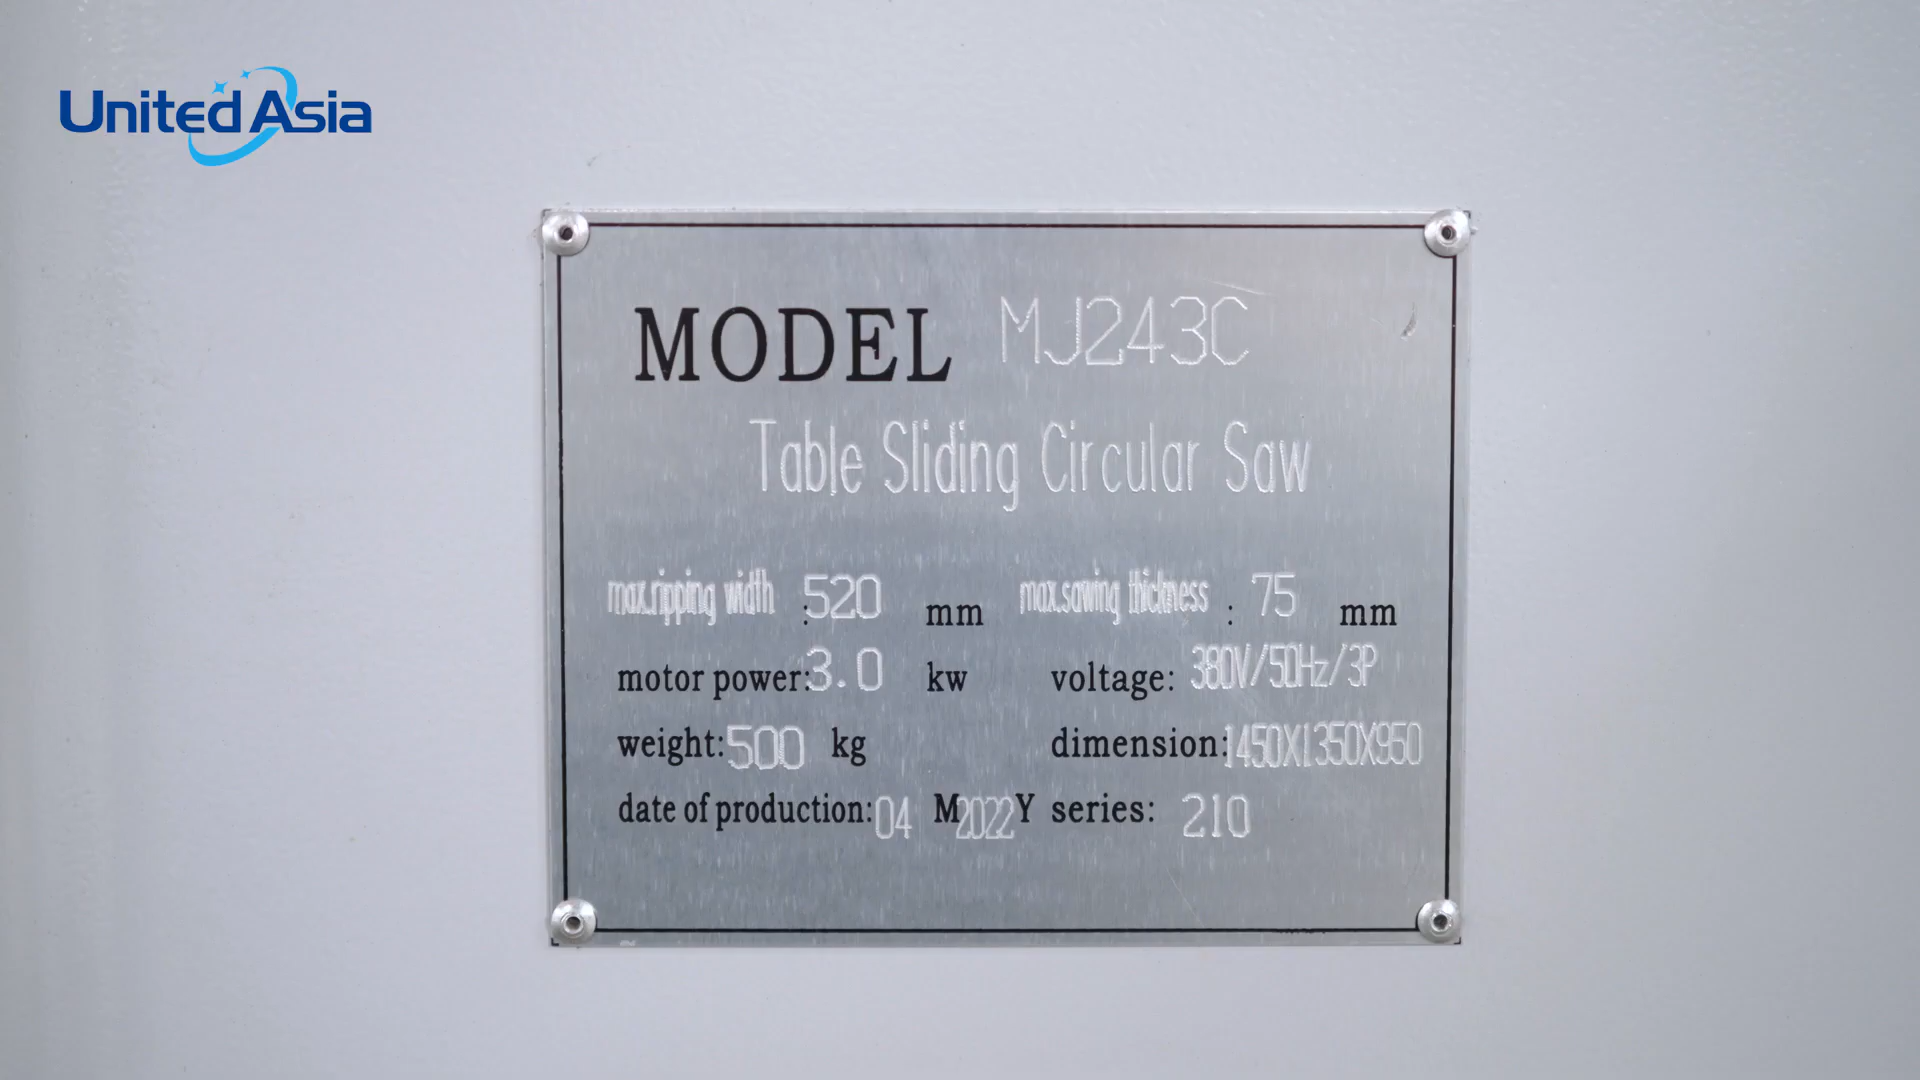 United Asia
MODEL MJ243C
Table Sliding Circular Saw
max.ripping width :520 mm max.sawing thickness : 75 mm
motor power:3.0 kw voltage: 380V/50Hz/3P
weight:500 kg dimension:1450X1350X950
date of production:04 M2022Y series: 210